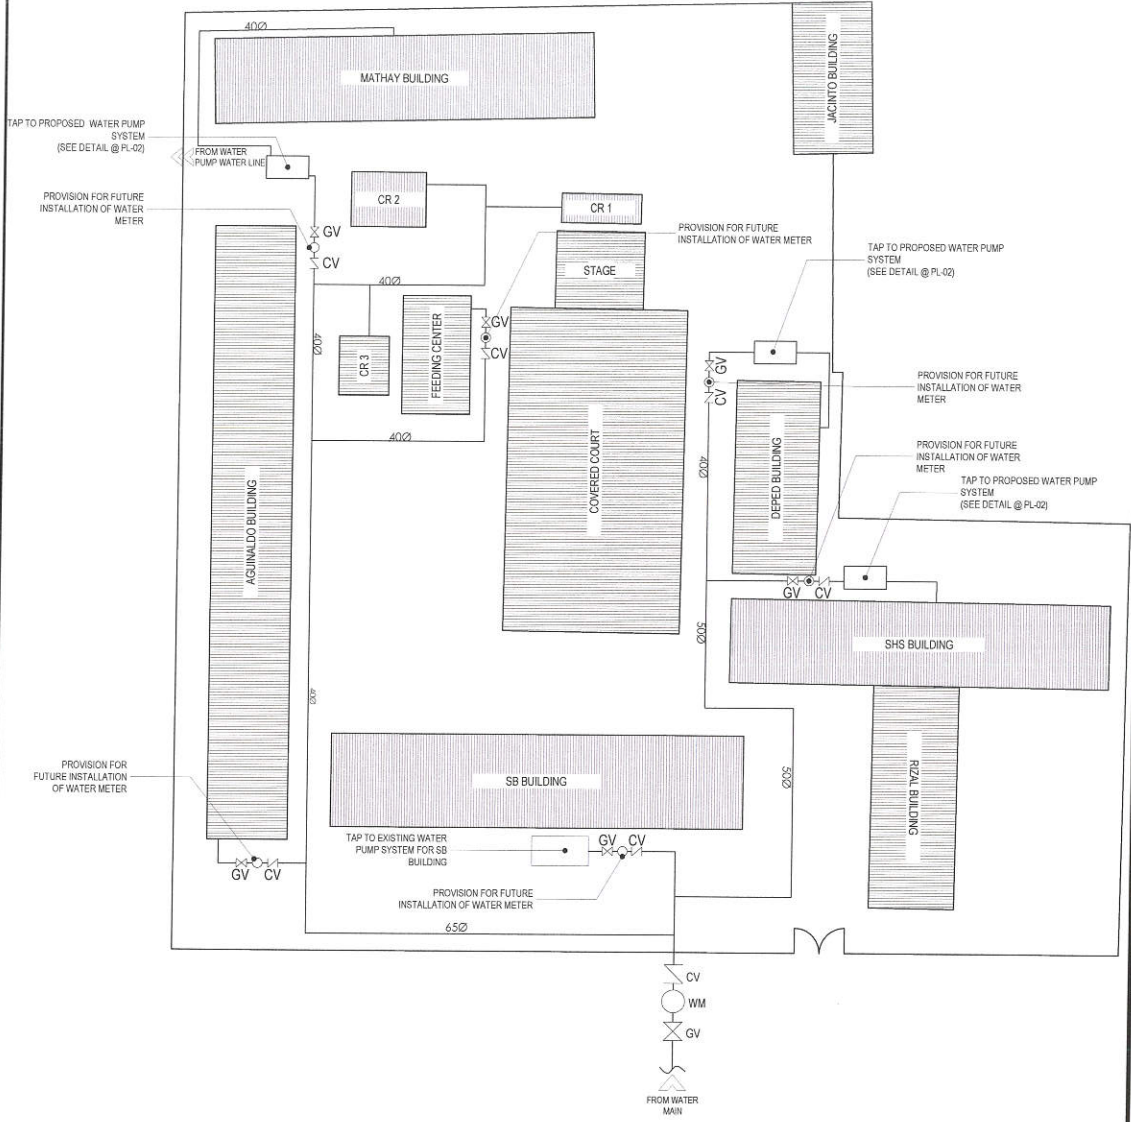 40Ø
MATHAY BUILDING
JACINTO BUILDING
TAP TO PROPOSED WATER PUMP
SYSTEM
(SEE DETAIL @ PL-02)
FROM WATER
PUMP WATER LINE
PROVISION FOR FUTURE
INSTALLATION OF WATER
METER
GV
CV
CR 2
CR 1
PROVISION FOR FUTURE
INSTALLATION OF WATER METER
STAGE
TAP TO PROPOSED WATER PUMP
SYSTEM
(SEE DETAIL @ PL-02)
40Ø
40Ø
CR 3
FEEDING CENTER
GV
CV
GV
CV
PROVISION FOR FUTURE
INSTALLATION OF WATER
METER
40Ø
COVERED COURT
40Ø
DEPED BUILDING
PROVISION FOR FUTURE
INSTALLATION OF WATER
METER
TAP TO PROPOSED WATER PUMP
SYSTEM
(SEE DETAIL @ PL-02)
AGUINALDO BUILDING
GV
CV
50Ø
SHS BUILDING
40Ø
RIZAL BUILDING
50Ø
SB BUILDING
PROVISION FOR
FUTURE INSTALLATION
OF WATER METER
GV
CV
TAP TO EXISTING WATER
PUMP SYSTEM FOR SB
BUILDING
GV
CV
PROVISION FOR FUTURE
INSTALLATION OF WATER METER
65Ø
CV
WM
GV
FROM WATER
MAIN